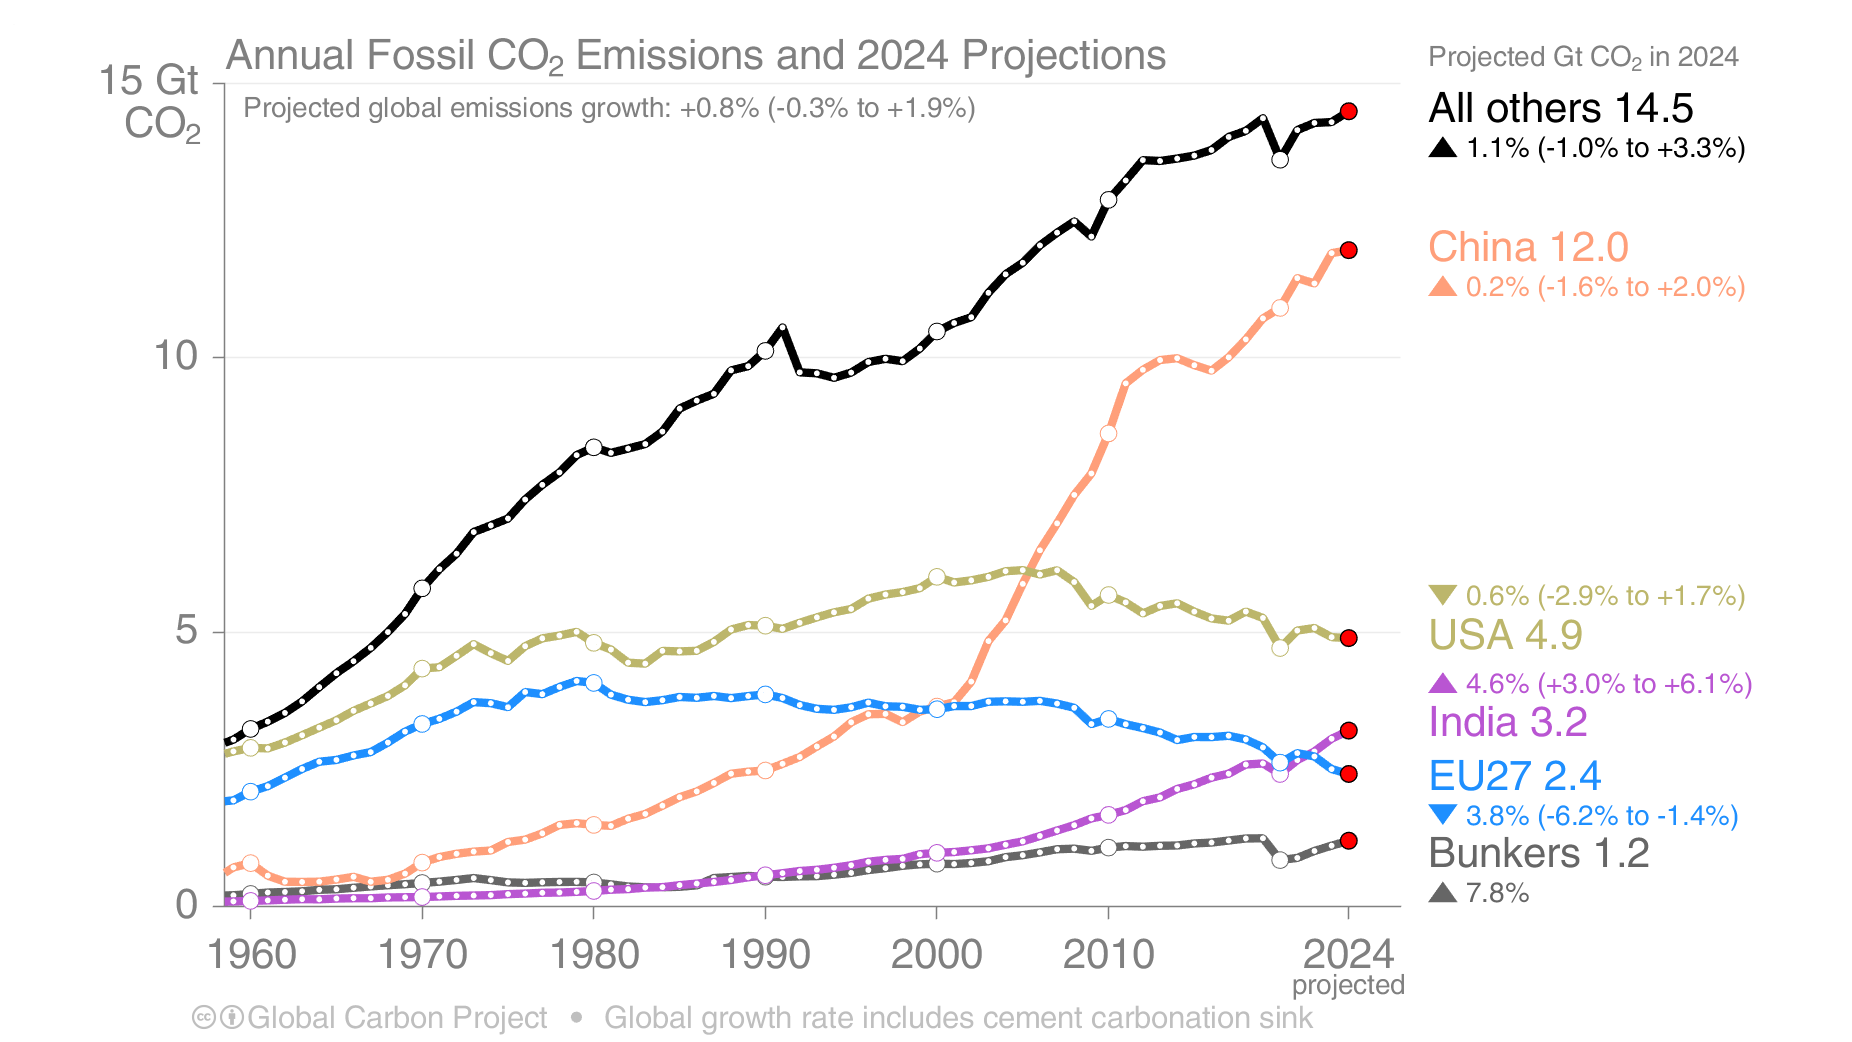 Annual Fossil CO₂ Emissions and 2024 Projections
Projected global emissions growth: +0.8% (-0.3% to +1.9%)
15 Gt
CO₂
10
5
0
1960 1970 1980 1990 2000 2010 2024
projected
Projected Gt CO₂ in 2024
All others 14.5
▲ 1.1% (-1.0% to +3.3%)
China 12.0
▲ 0.2% (-1.6% to +2.0%)
▼ 0.6% (-2.9% to +1.7%)
USA 4.9
▲ 4.6% (+3.0% to +6.1%)
India 3.2
EU27 2.4
▼ 3.8% (-6.2% to -1.4%)
Bunkers 1.2
▲ 7.8%
cc Global Carbon Project • Global growth rate includes cement carbonation sink